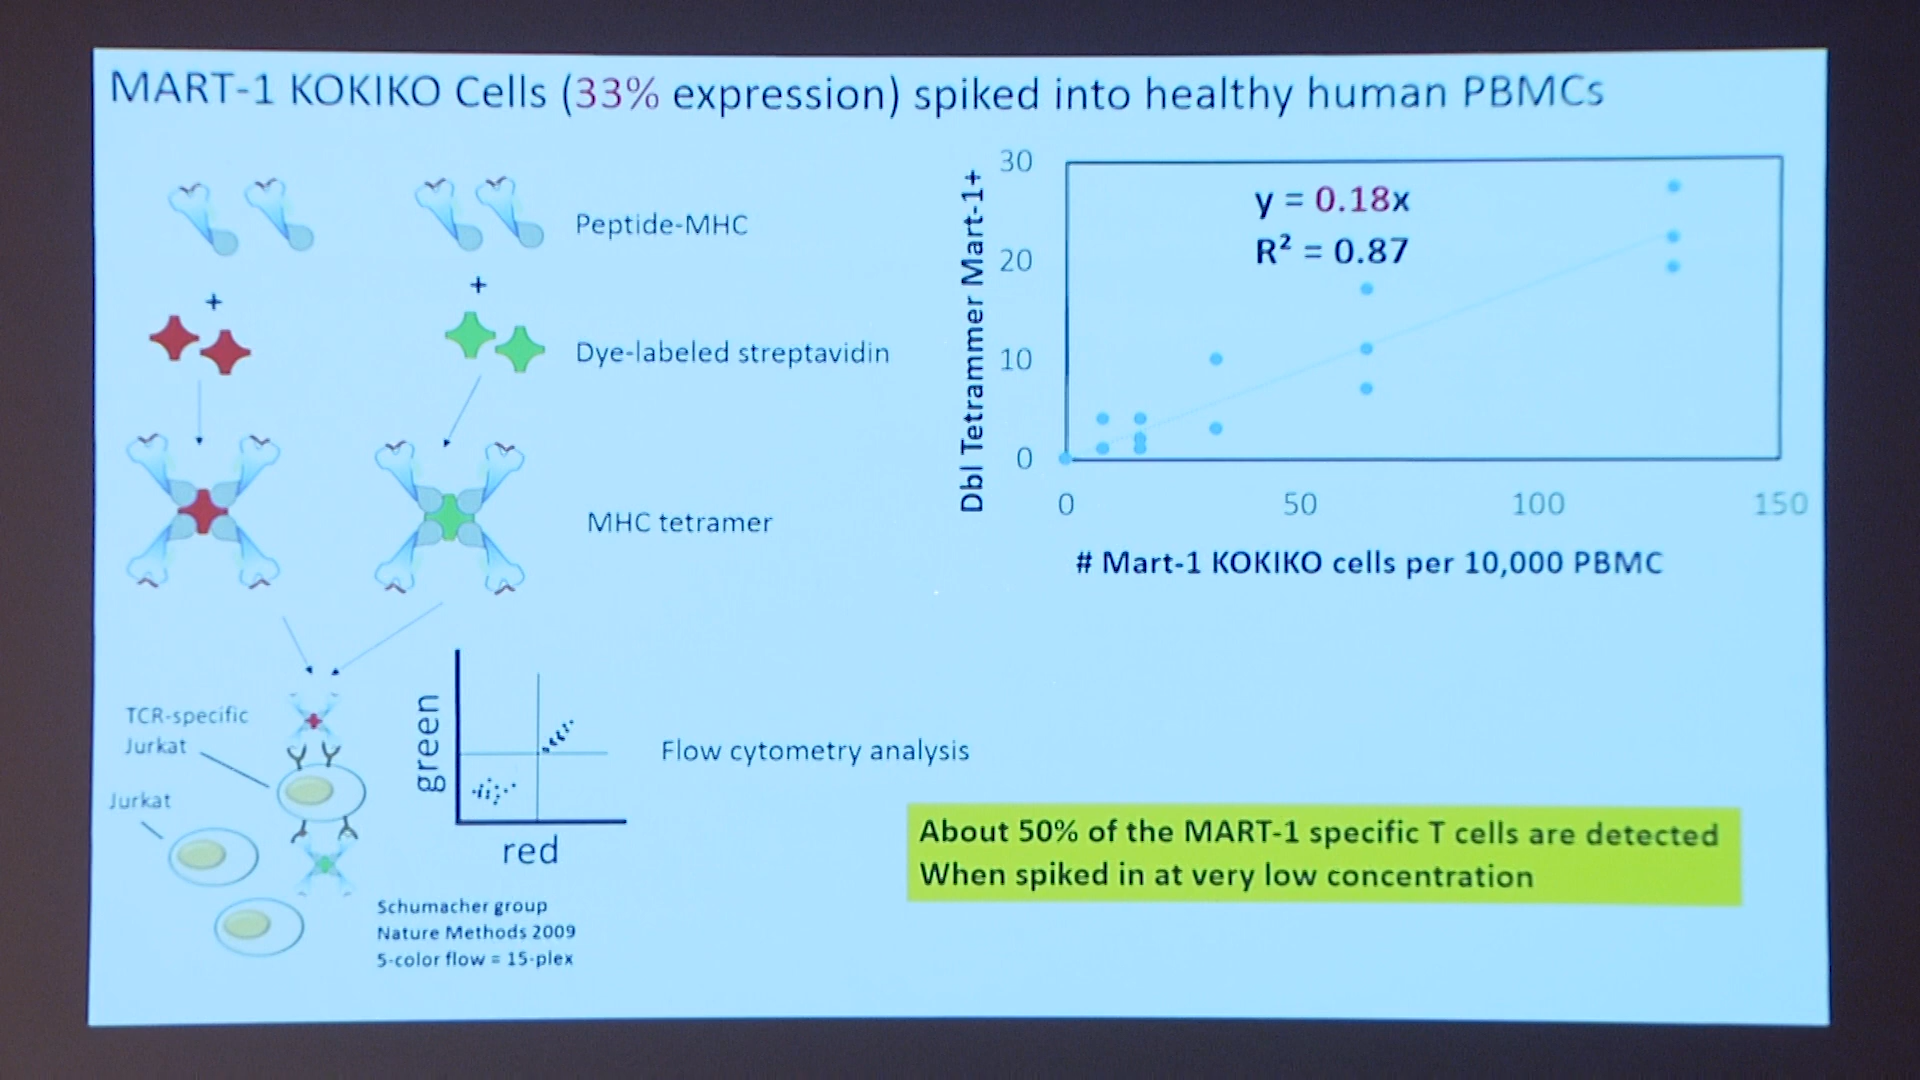 MART-1 KOKIKO Cells (33% expression) spiked into healthy human PBMCs
Peptide-MHC
+
+
Dye-labeled streptavidin
MHC tetramer
TCR-specific
Jurkat
Jurkat
green
red
Flow cytometry analysis
Schumacher group
Nature Methods 2009
5-color flow = 15-plex
Dbl Tetrammer Mart-1+
30
20
10
0
y = 0.18x
R² = 0.87
0 50 100 150
# Mart-1 KOKIKO cells per 10,000 PBMC
About 50% of the MART-1 specific T cells are detected
When spiked in at very low concentration